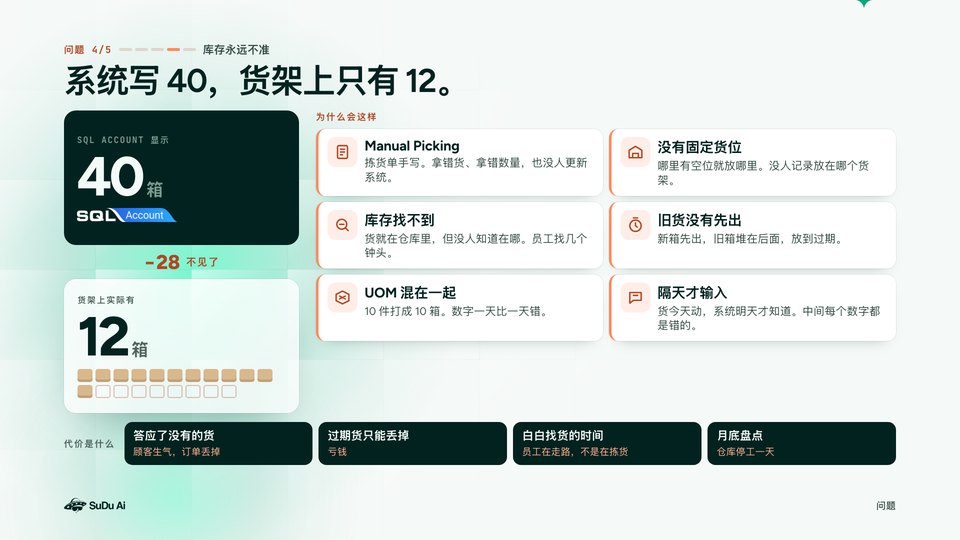 问题 4/5 库存永远不准
系统写 40，货架上只有 12。
SQL ACCOUNT 显示
40箱
SQL Account
-28 不见了
货架上实际有
12箱
为什么会这样
Manual Picking
拣货单手写。拿错货、拿错数量，也没人更新
系统。
没有固定货位
哪里有空位就放哪里。没人记录放在哪个货
架。
库存找不到
货就在仓库里，但没人知道在哪。员工找几个
钟头。
旧货没有先出
新箱先出，旧箱堆在后面，放到过期。
UOM 混在一起
10 件打成 10 箱。数字一天比一天错。
隔天才输入
货今天动，系统明天才知道。中间每个数字都
是错的。
代价是什么
答应了没有的货
顾客生气，订单丢掉
过期货只能丢掉
亏钱
白白找货的时间
员工在走路，不是在拣货
月底盘点
仓库停工一天
SuDu Ai
问题